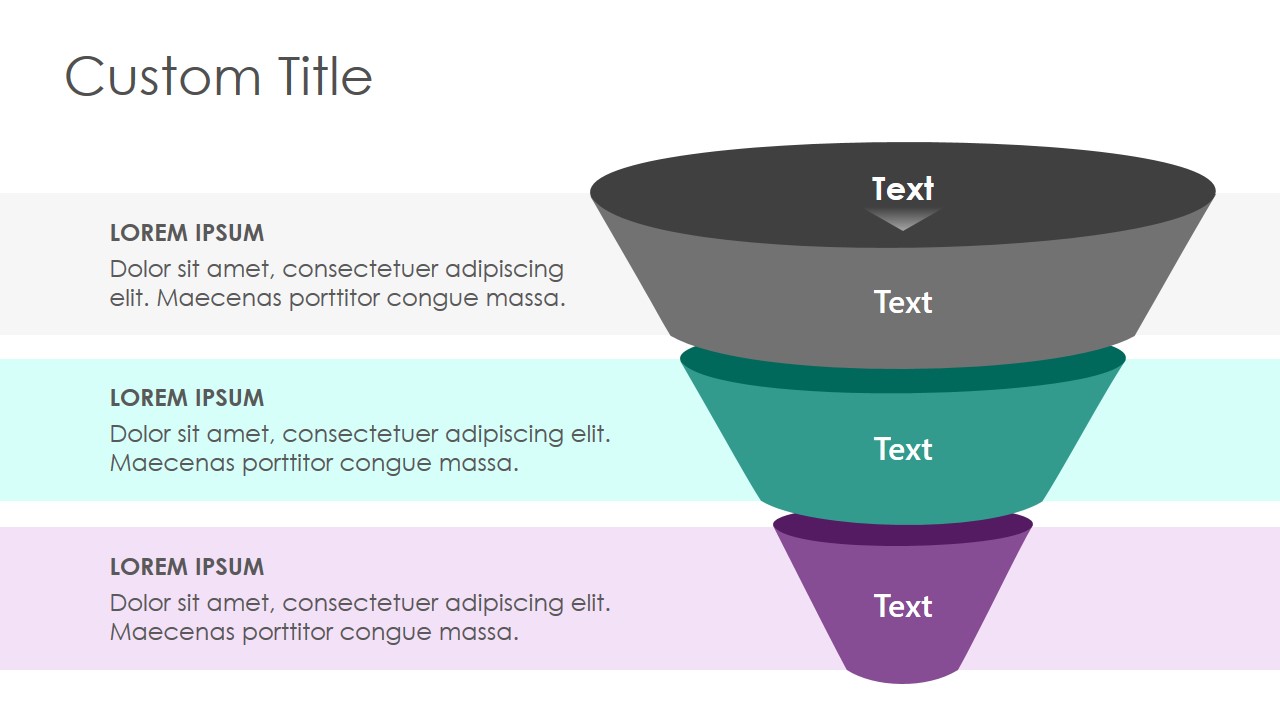 Custom Title
Text
LOREM IPSUM
Dolor sit amet, consectetuer adipiscing
elit. Maecenas porttitor congue massa.
Text
LOREM IPSUM
Dolor sit amet, consectetuer adipiscing elit.
Maecenas porttitor congue massa.
Text
LOREM IPSUM
Dolor sit amet, consectetuer adipiscing elit.
Maecenas porttitor congue massa.
Text